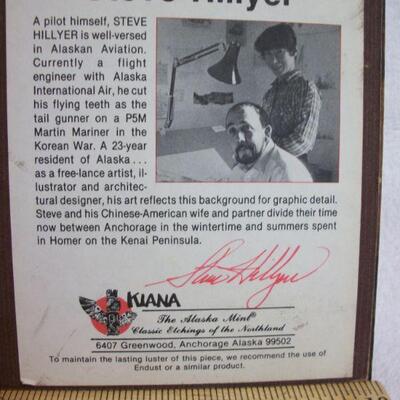 Steve Hillyer
A pilot himself, STEVE
HILLYER is well-versed
in Alaskan Aviation.
Currently a flight
engineer with Alaska
International Air, he cut
his flying teeth as the
tail gunner on a P5M
Martin Mariner in the
Korean War. A 23-year
resident of Alaska . . .
as a free-lance artist, il-
lustrator and architec-
tural designer, his art reflects this background for graphic detail.
Steve and his Chinese-American wife and partner divide their time
now between Anchorage in the wintertime and summers spent
in Homer on the Kenai Peninsula.
Steve Hillyer
KIANA
The Alaska Mint®
Classic Etchings of the Northland
6407 Greenwood, Anchorage Alaska 99502
To maintain the lasting luster of this piece, we recommend the use of
Endust or a similar product.